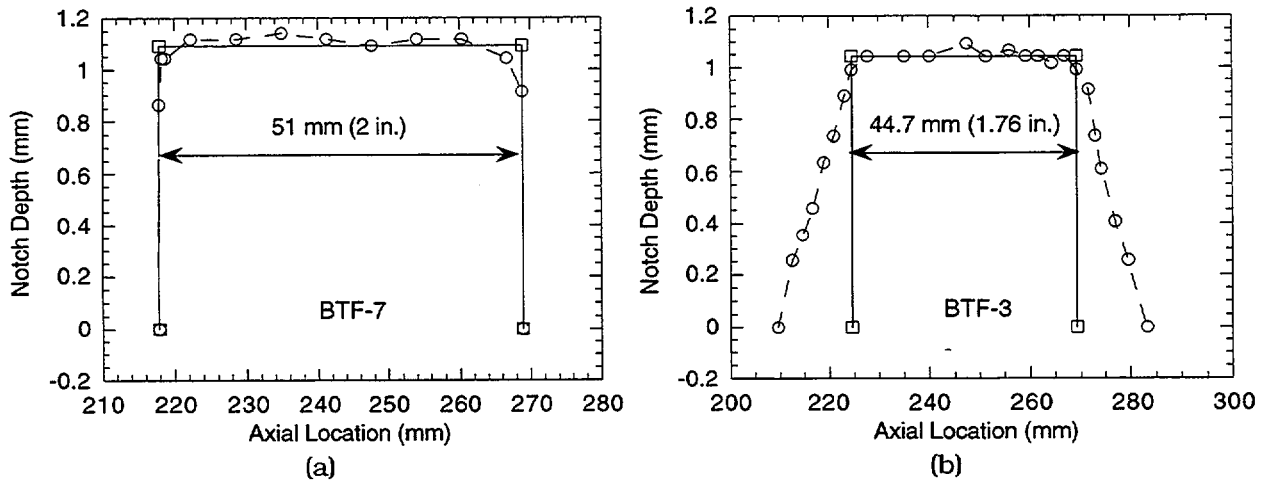 1.2
1
0.8
0.6
0.4
0.2
0
-0.2
Notch Depth (mm)
51 mm (2 in.)
BTF-7
210 220 230 240 250 260 270 280
Axial Location (mm)
(a)
1.2
1
0.8
0.6
0.4
0.2
0
-0.2
Notch Depth (mm)
44.7 mm (1.76 in.)
BTF-3
200 220 240 260 280 300
Axial Location (mm)
(b)